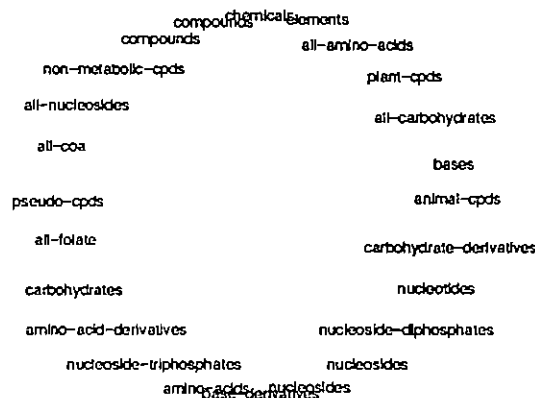 chemicals
compounds elements
compounds all-amino-acids
non-metabolic-cpds plant-cpds
all-nucleosides
all-carbohydrates
all-coa
bases
pseudo-cpds animal-cpds
all-folate carbohydrate-derivatives
carbohydrates nucleotides
amino-acid-derivatives nucleoside-diphosphates
nucleoside-triphosphates nucleosides
amino-acids nucleosides
base-derivatives